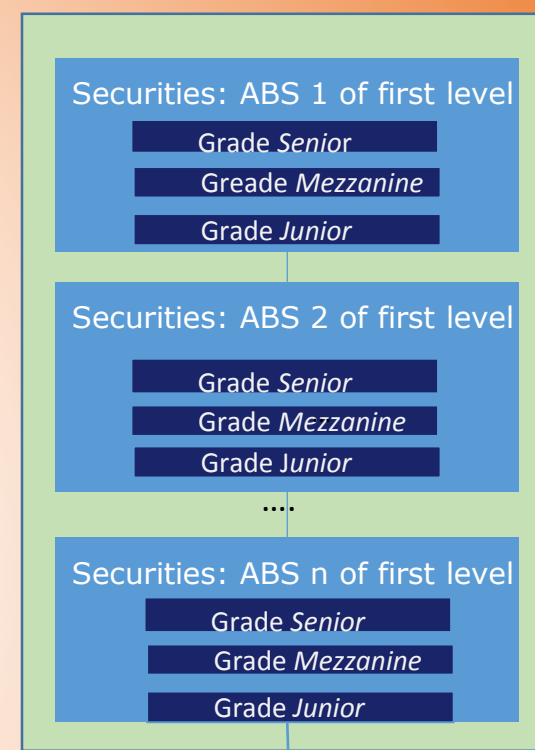 Securities: ABS 1 of first level
Grade Senior
Greade Mezzanine
Grade Junior
Securities: ABS 2 of first level
Grade Senior
Grade Mezzanine
Grade Junior
....
Securities: ABS n of first level
Grade Senior
Grade Mezzanine
Grade Junior